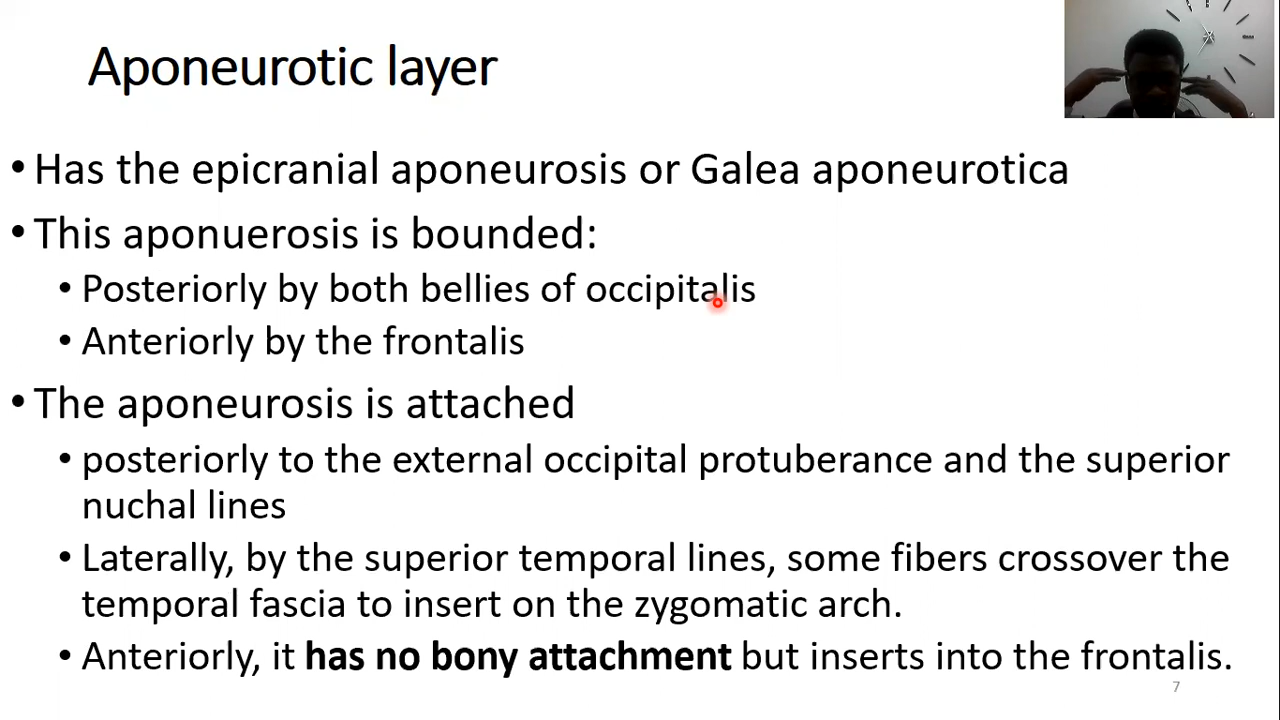 Aponeurotic layer
• Has the epicranial aponeurosis or Galea aponeurotica
• This aponuerosis is bounded:
• Posteriorly by both bellies of occipitalis
• Anteriorly by the frontalis
• The aponeurosis is attached
• posteriorly to the external occipital protuberance and the superior
nuchal lines
• Laterally, by the superior temporal lines, some fibers crossover the
temporal fascia to insert on the zygomatic arch.
• Anteriorly, it has no bony attachment but inserts into the frontalis.
7